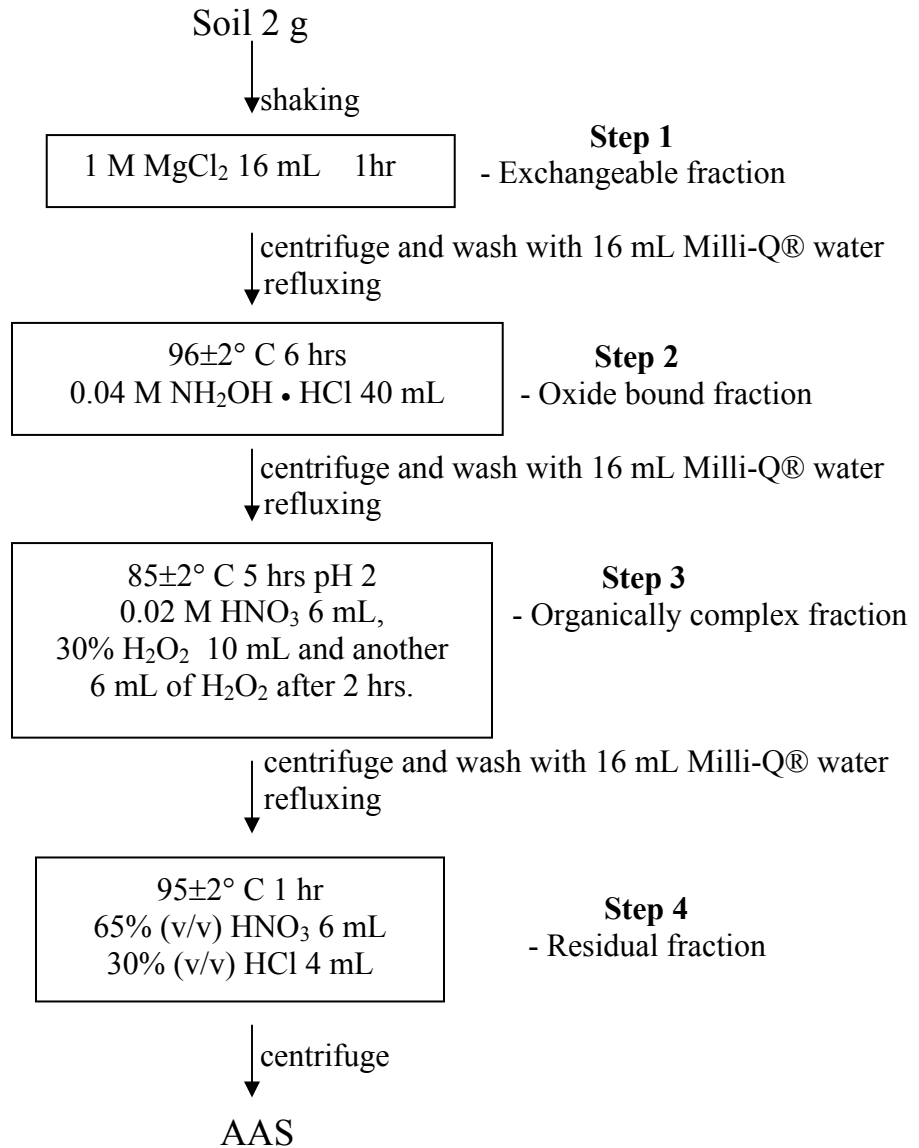 Soil 2 g
shaking
1 M MgCl₂ 16 mL 1hr
Step 1
- Exchangeable fraction
centrifuge and wash with 16 mL Milli-Q® water
refluxing
96±2° C 6 hrs
0.04 M NH₂OH • HCl 40 mL
Step 2
- Oxide bound fraction
centrifuge and wash with 16 mL Milli-Q® water
refluxing
85±2° C 5 hrs pH 2
0.02 M HNO₃ 6 mL,
30% H₂O₂ 10 mL and another
6 mL of H₂O₂ after 2 hrs.
Step 3
- Organically complex fraction
centrifuge and wash with 16 mL Milli-Q® water
refluxing
95±2° C 1 hr
65% (v/v) HNO₃ 6 mL
30% (v/v) HCl 4 mL
Step 4
- Residual fraction
centrifuge
AAS